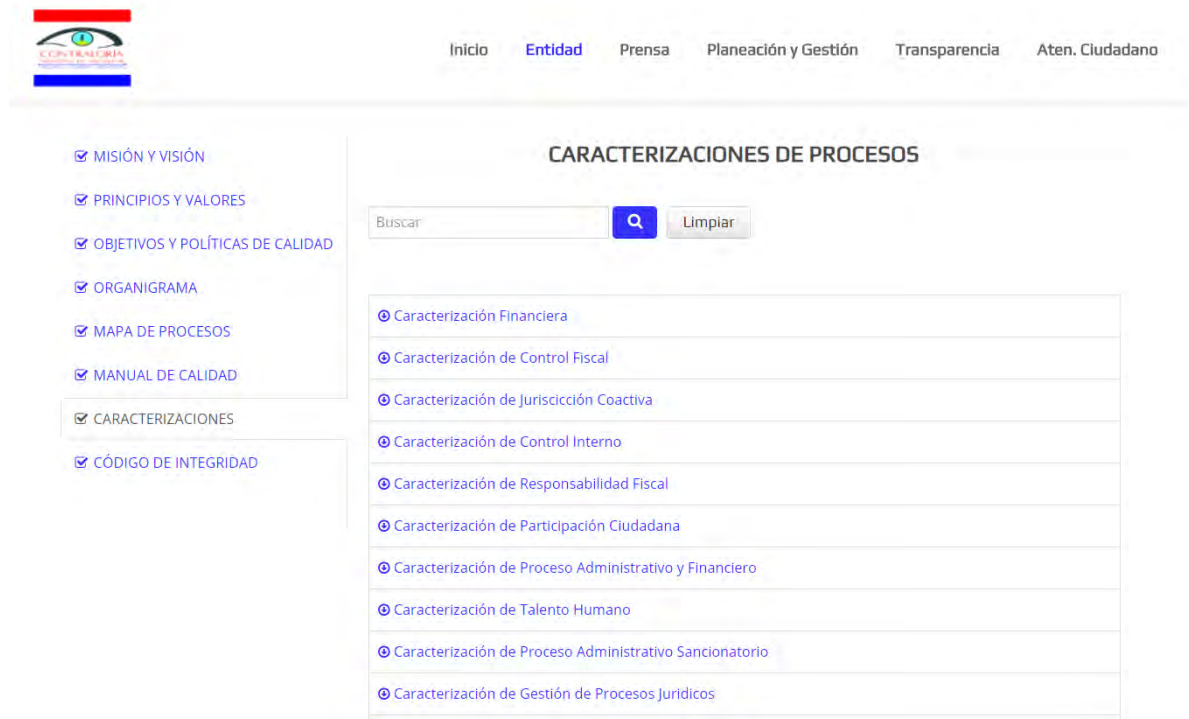 CONTRALORÍA
Inicio Entidad Prensa Planeación y Gestión Transparencia Aten. Ciudadano
MISIÓN Y VISIÓN
PRINCIPIOS Y VALORES
OBJETIVOS Y POLÍTICAS DE CALIDAD
ORGANIGRAMA
MAPA DE PROCESOS
MANUAL DE CALIDAD
CARACTERIZACIONES
CÓDIGO DE INTEGRIDAD
CARACTERIZACIONES DE PROCESOS
Buscar Limpiar
Caracterización Financiera
Caracterización de Control Fiscal
Caracterización de Juriscicción Coactiva
Caracterización de Control Interno
Caracterización de Responsabilidad Fiscal
Caracterización de Participación Ciudadana
Caracterización de Proceso Administrativo y Financiero
Caracterización de Talento Humano
Caracterización de Proceso Administrativo Sancionatorio
Caracterización de Gestión de Procesos Juridicos